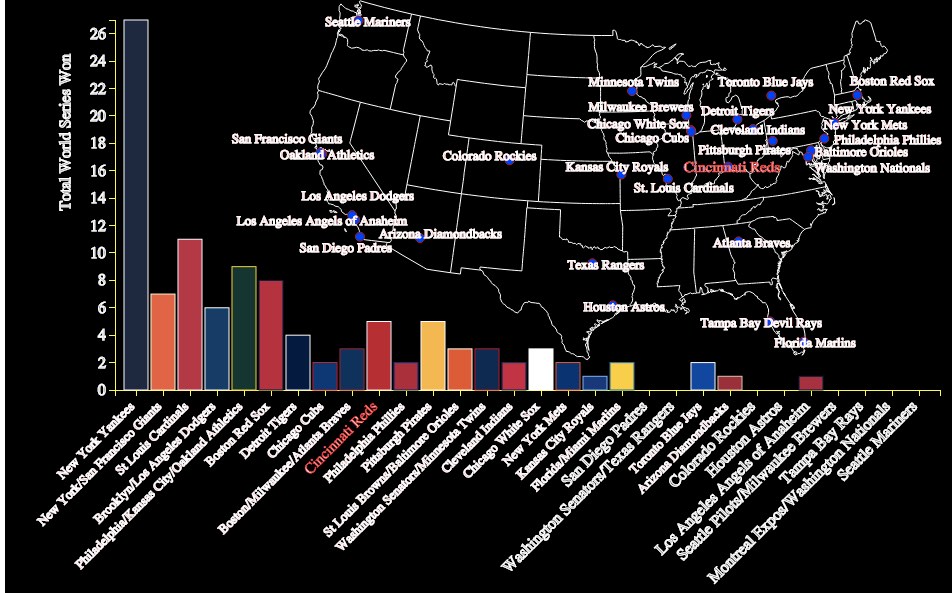 Total World Series Won
26
24
22
20
18
16
14
12
10
8
6
4
2
0
Seattle Mariners
Minnesota Twins
Toronto Blue Jays
Boston Red Sox
Milwaukee Brewers
Detroit Tigers
New York Yankees
Chicago White Sox
Cleveland Indians
New York Mets
Chicago Cubs
Philadelphia Phillies
San Francisco Giants
Pittsburgh Pirates
Baltimore Orioles
Oakland Athletics
Colorado Rockies
Kansas City Royals
Cincinnati Reds
Washington Nationals
St. Louis Cardinals
Los Angeles Dodgers
Los Angeles Angels of Anaheim
Arizona Diamondbacks
San Diego Padres
Atlanta Braves
Texas Rangers
Houston Astros
Tampa Bay Devil Rays
Florida Marlins
New York Yankees
New York/San Francisco Giants
St Louis Cardinals
Brooklyn/Los Angeles Dodgers
Philadelphia/Kansas City/Oakland Athletics
Boston Red Sox
Detroit Tigers
Chicago Cubs
Boston/Milwaukee/Atlanta Braves
Cincinnati Reds
Philadelphia Phillies
Pittsburgh Pirates
St Louis Browns/Baltimore Orioles
Washington Senators/Minnesota Twins
Cleveland Indians
Chicago White Sox
New York Mets
Kansas City Royals
Florida/Miami Marlins
San Diego Padres
Washington Senators/Texas Rangers
Toronto Blue Jays
Arizona Diamondbacks
Colorado Rockies
Houston Astros
Los Angeles Angels of Anaheim
Seattle Pilots/Milwaukee Brewers
Tampa Bay Rays
Montreal Expos/Washington Nationals
Seattle Mariners